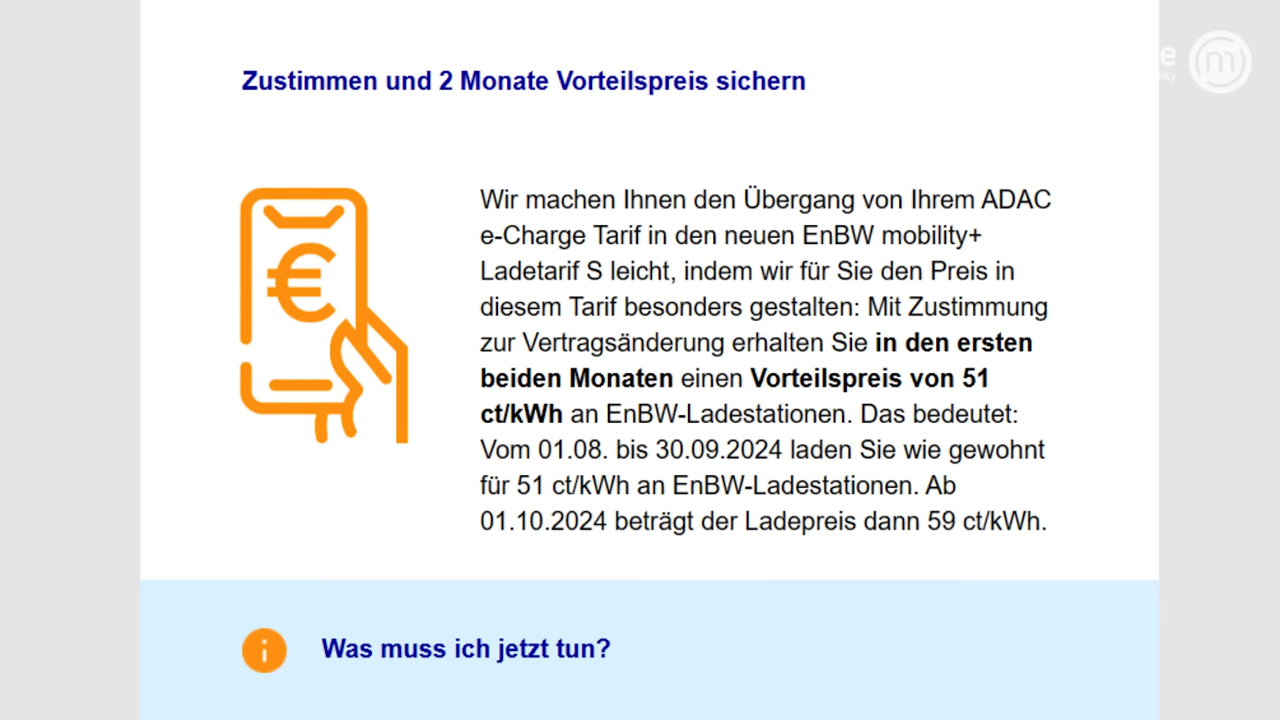 Zustimmen und 2 Monate Vorteilspreis sichern
Wir machen Ihnen den Übergang von Ihrem ADAC
e-Charge Tarif in den neuen EnBW mobility+
Ladetarif S leicht, indem wir für Sie den Preis in
diesem Tarif besonders gestalten: Mit Zustimmung
zur Vertragsänderung erhalten Sie in den ersten
beiden Monaten einen Vorteilspreis von 51
ct/kWh an EnBW-Ladestationen. Das bedeutet:
Vom 01.08. bis 30.09.2024 laden Sie wie gewohnt
für 51 ct/kWh an EnBW-Ladestationen. Ab
01.10.2024 beträgt der Ladepreis dann 59 ct/kWh.
Was muss ich jetzt tun?